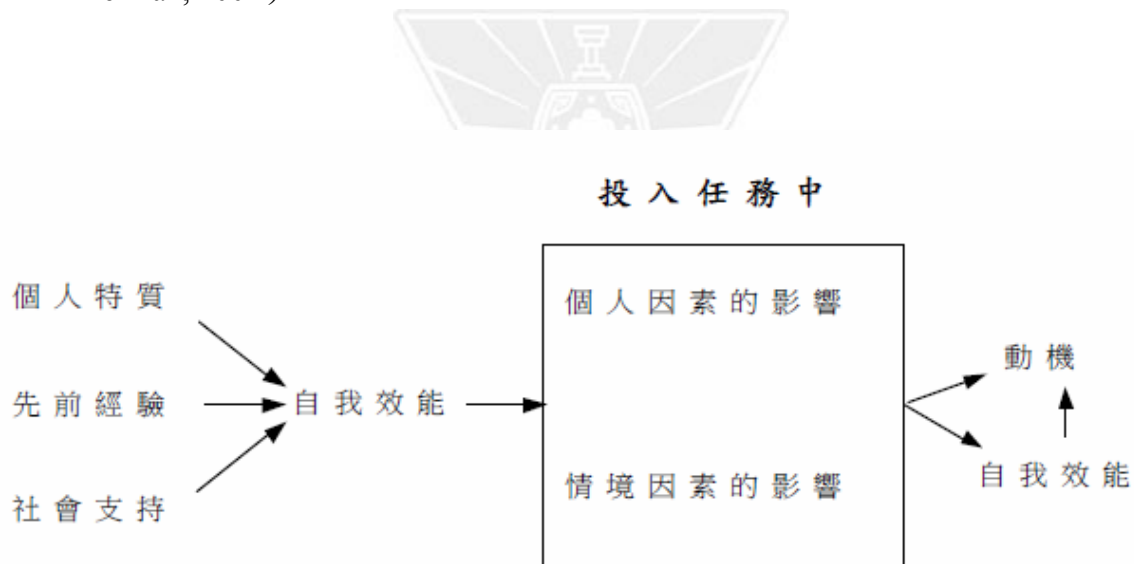 投入任務中
個人特質
先前經驗
社會支持
自我效能
個人因素的影響
情境因素的影響
動機
自我效能